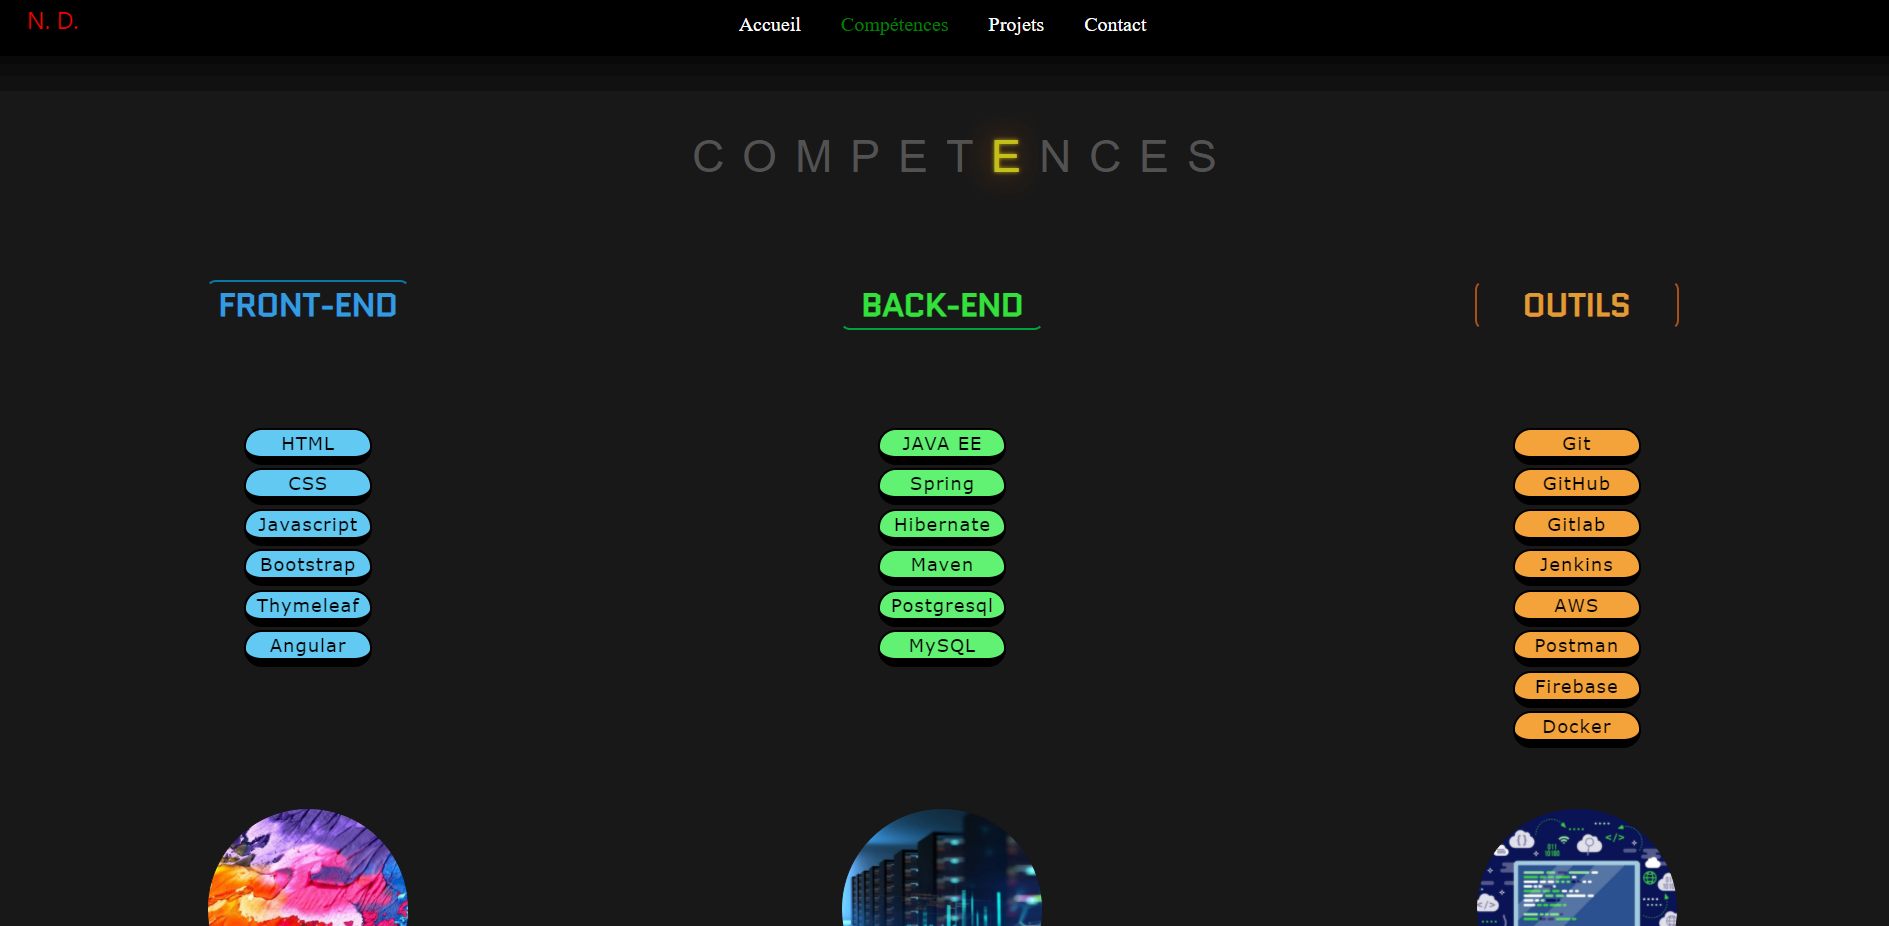 N. D.
Accueil Compétences Projets Contact
COMPETENCES
FRONT-END
HTML
CSS
Javascript
Bootstrap
Thymeleaf
Angular
BACK-END
JAVA EE
Spring
Hibernate
Maven
Postgresql
MySQL
OUTILS
Git
GitHub
Gitlab
Jenkins
AWS
Postman
Firebase
Docker